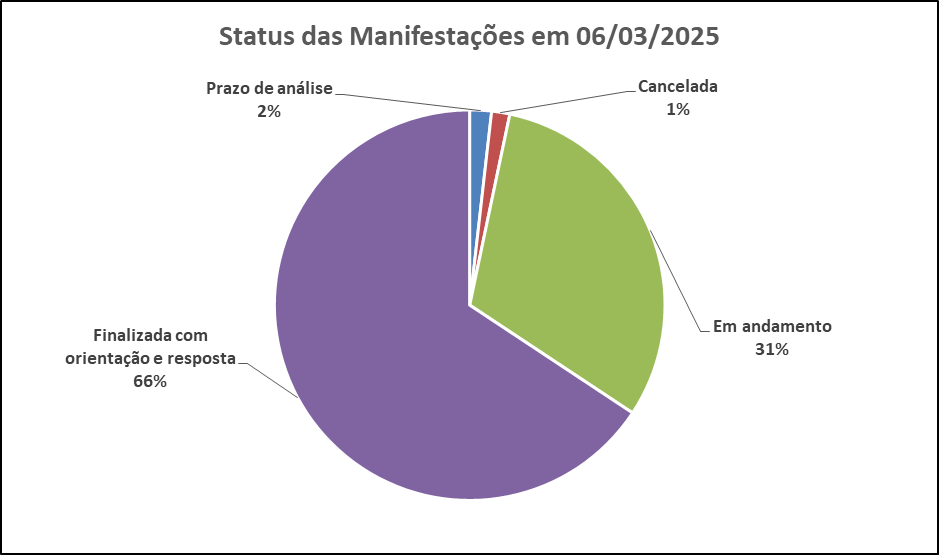 Status das Manifestações em 06/03/2025
Prazo de análise
2%
Cancelada
1%
Em andamento
31%
Finalizada com
orientação e resposta
66%